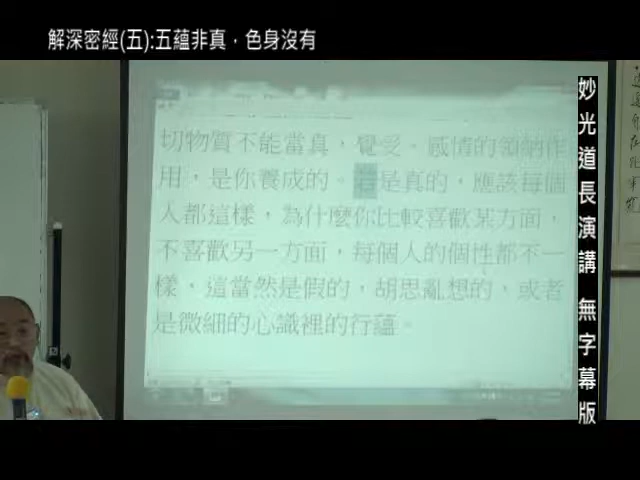 解深密經(五):五蘊非真．色身沒有
切物質不能當真，覺受。感情的領納作
用，是你養成的。若是真的，應該每個
人都這樣，為什麼你比較喜歡某方面，
不喜歡另一方面，每個人的個性都不一
樣，這當然是假的，胡思亂想的，或者
是微細的心識裡的行蘊。
妙光道長演講 無字幕版